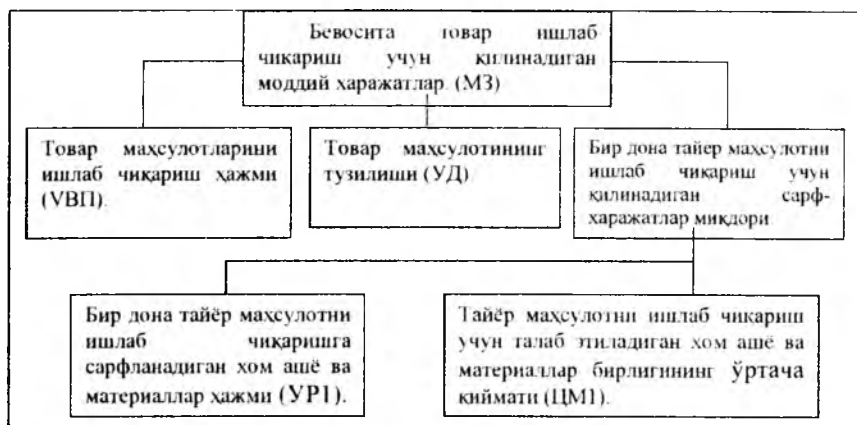 Бевосита товар ишлаб
чиқариш учун қилинадиган
моддий харажатлар. (МЗ)
Товар маҳсулотларини
ишлаб чиқариш ҳажми
(VВП).
Товар маҳсулотининг
тузилиши (УД)
Бир дона тайёр маҳсулотни
ишлаб чиқариш учун
қилинадиган сарф-
харажатлар миқдори
Бир дона тайёр маҳсулотни
ишлаб чиқаришга
сарфланадиган хом ашё ва
материаллар ҳажми (УР1).
Тайёр маҳсулотни ишлаб чиқариш
учун талаб этиладиган хом ашё ва
материаллар бирлигининг ўртача
қиймати (ЦМ1).